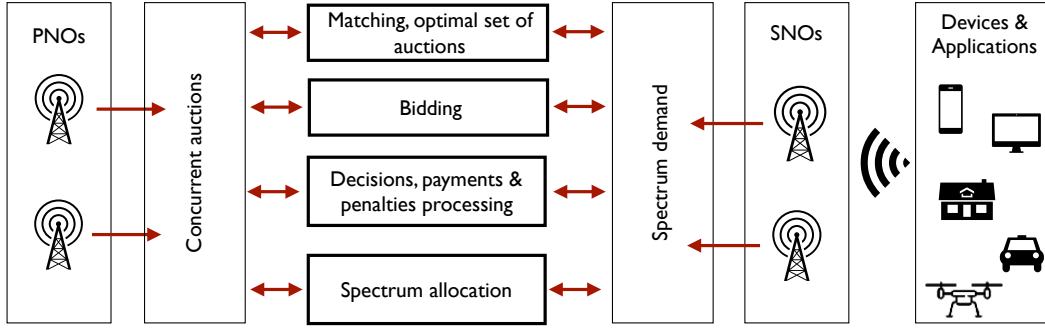 PNOs
Concurrent auctions
Matching, optimal set of
auctions
Bidding
Decisions, payments &
penalties processing
Spectrum allocation
Spectrum demand
SNOs
Devices &
Applications